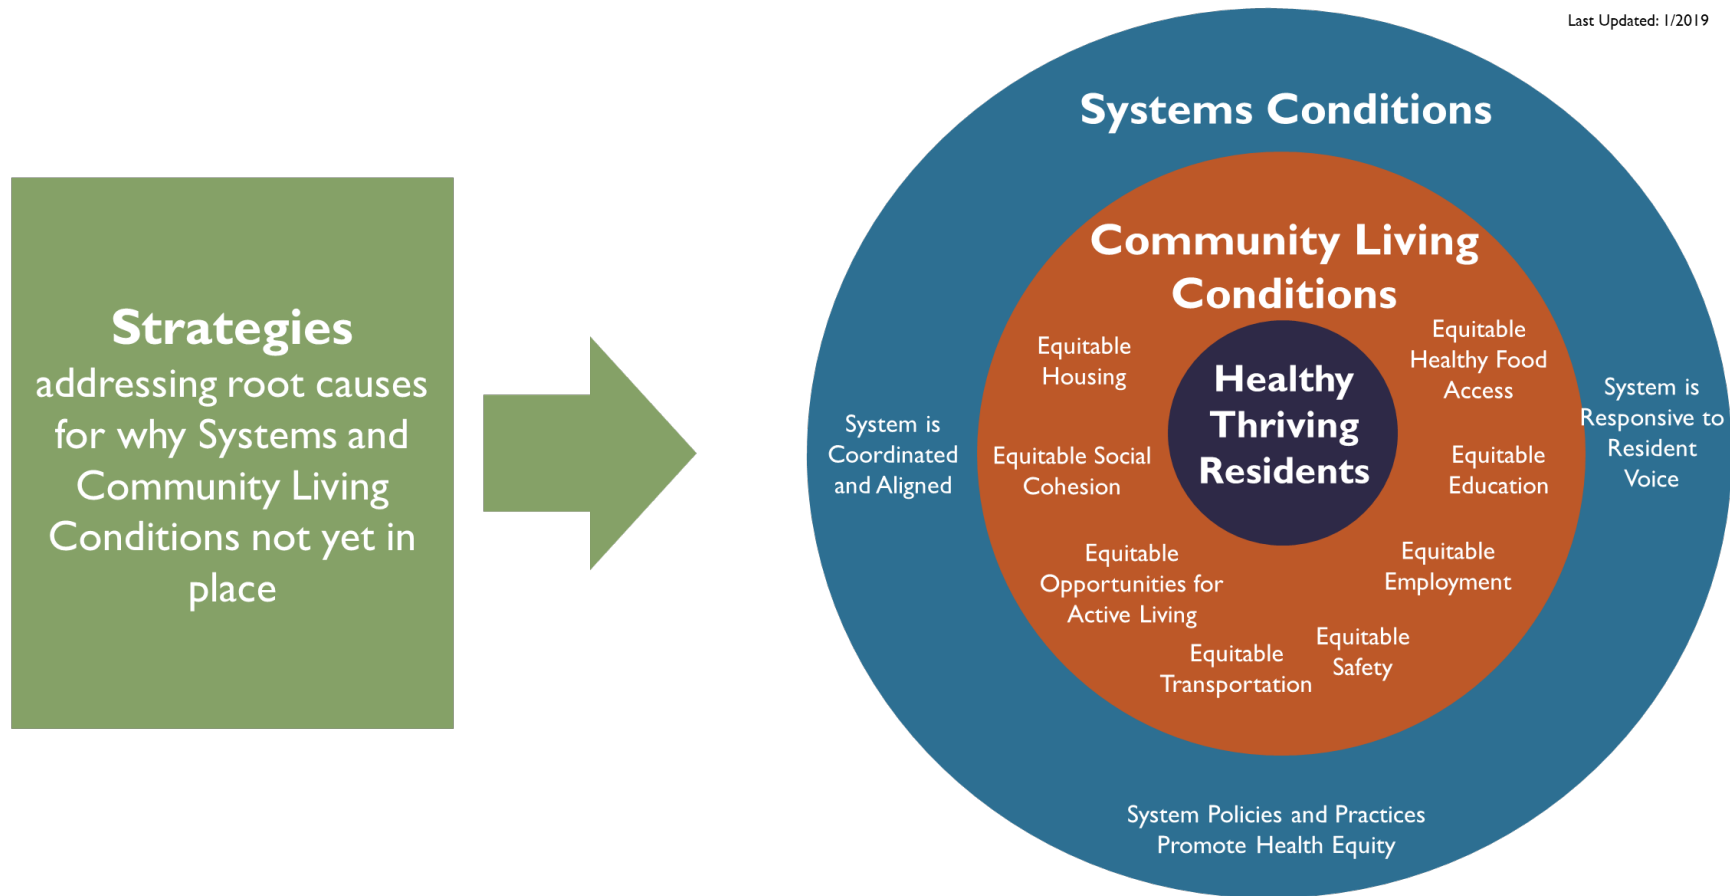 Last Updated: 1/2019
Strategies
addressing root causes
for why Systems and
Community Living
Conditions not yet in
place
Systems Conditions
System is
Coordinated
and Aligned
System is
Responsive to
Resident
Voice
System Policies and Practices
Promote Health Equity
Community Living
Conditions
Equitable
Housing
Equitable Social
Cohesion
Equitable
Opportunities for
Active Living
Equitable
Transportation
Equitable
Safety
Equitable
Employment
Equitable
Education
Equitable
Healthy Food
Access
Healthy
Thriving
Residents